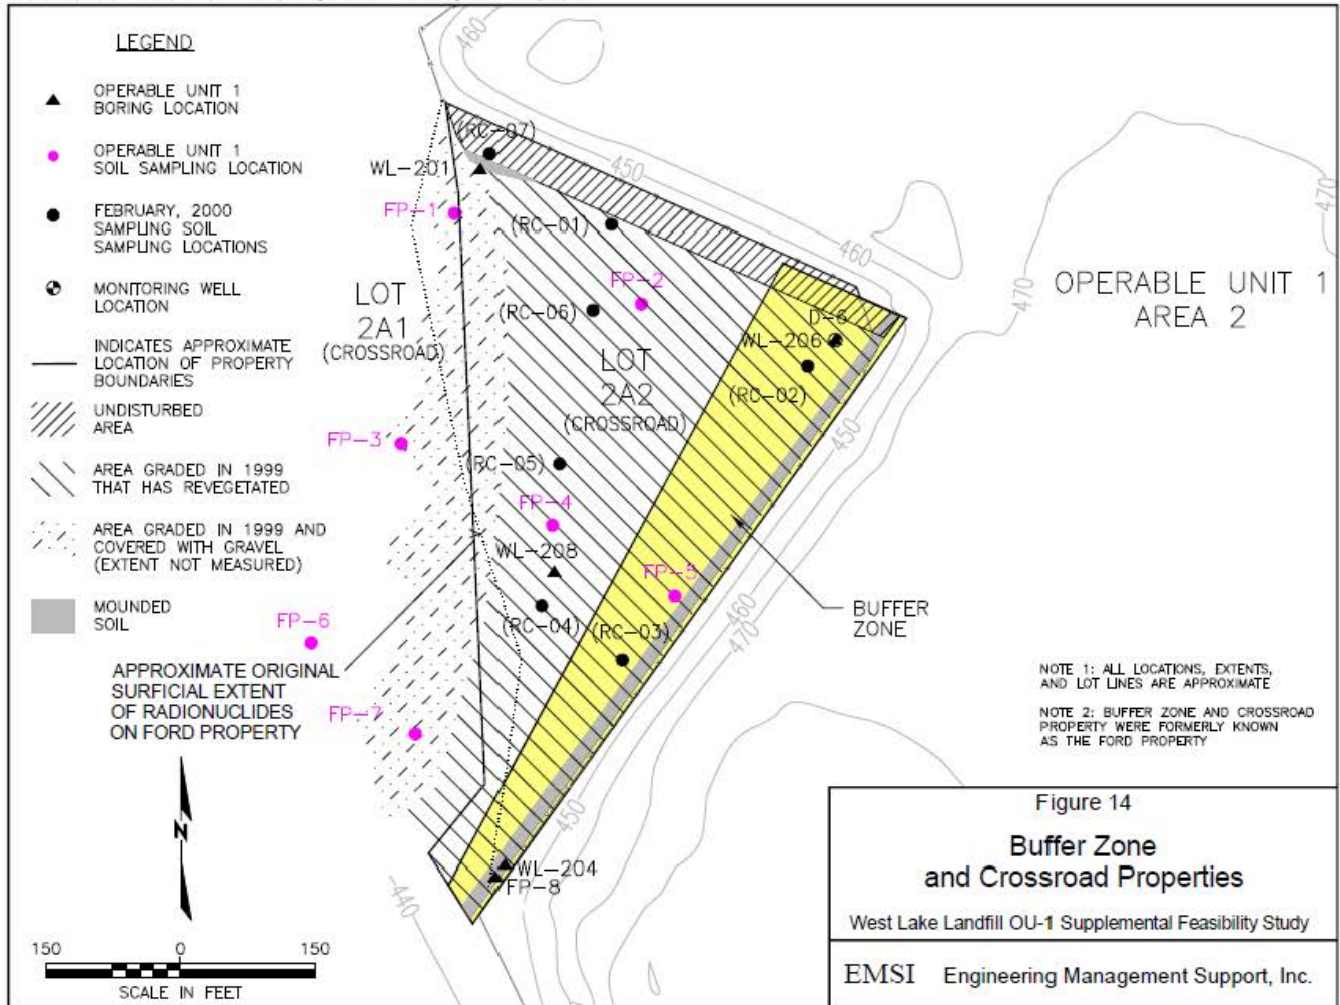 LEGEND
OPERABLE UNIT 1
BORING LOCATION
OPERABLE UNIT 1
SOIL SAMPLING LOCATION
FEBRUARY, 2000
SAMPLING SOIL
SAMPLING LOCATIONS
MONITORING WELL
LOCATION
INDICATES APPROXIMATE
LOCATION OF PROPERTY
BOUNDARIES
UNDISTURBED
AREA
AREA GRADED IN 1999
THAT HAS REVEGETATED
AREA GRADED IN 1999 AND
COVERED WITH GRAVEL
(EXTENT NOT MEASURED)
MOUNDED
SOIL
APPROXIMATE ORIGINAL
SURFICIAL EXTENT
OF RADIONUCLIDES
ON FORD PROPERTY
N
150 0 150
SCALE IN FEET
460
(RC-07)
WL-201
450
FP-1
(RC-01)
460
470
470
LOT
2A1
(CROSSROAD)
FP-2
(RC-06)
OPERABLE UNIT 1
AREA 2
D-6
WL-206
LOT
2A2
(CROSSROAD)
(RC-02)
FP-3
450
(RC-05)
FP-4
WL-208
FP-5
460
FP-6
(RC-04)
(RC-03)
470
BUFFER
ZONE
FP-7
450
WL-204
FP-8
440
NOTE 1: ALL LOCATIONS, EXTENTS,
AND LOT LINES ARE APPROXIMATE
NOTE 2: BUFFER ZONE AND CROSSROAD
PROPERTY WERE FORMERLY KNOWN
AS THE FORD PROPERTY
Figure 14
Buffer Zone
and Crossroad Properties
West Lake Landfill OU-1 Supplemental Feasibility Study
EMSI Engineering Management Support, Inc.